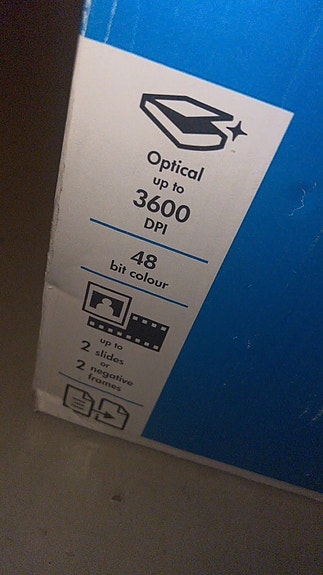 Optical
up to
3600
DPI
48
bit colour
up to
2 slides
or
2 negative
frames